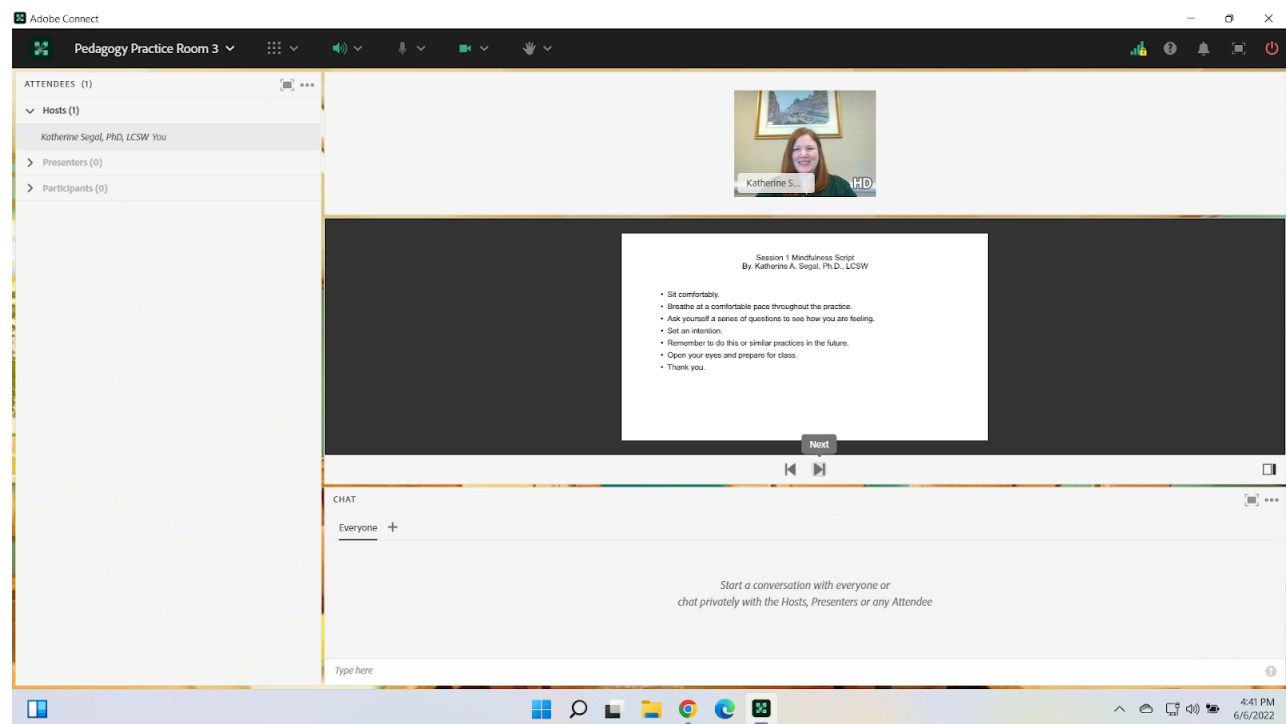 Adobe Connect
Pedagogy Practice Room 3
ATTENDEES (1)
Hosts (1)
Katherine Segal, PhD, LCSW You
Presenters (0)
Participants (0)
Katherine S...
HD
Session 1 Mindfulness Script
By. Katherine A. Segal, Ph.D., LCSW
• Sit comfortably.
• Breathe at a comfortable pace throughout the practice.
• Ask yourself a series of questions to see how you are feeling.
• Set an intention.
• Remember to do this or similar practices in the future.
• Open your eyes and prepare for class.
• Thank you.
Next
CHAT
Everyone
Start a conversation with everyone or
chat privately with the Hosts, Presenters or any Attendee
Type here
4:41 PM
6/6/2022